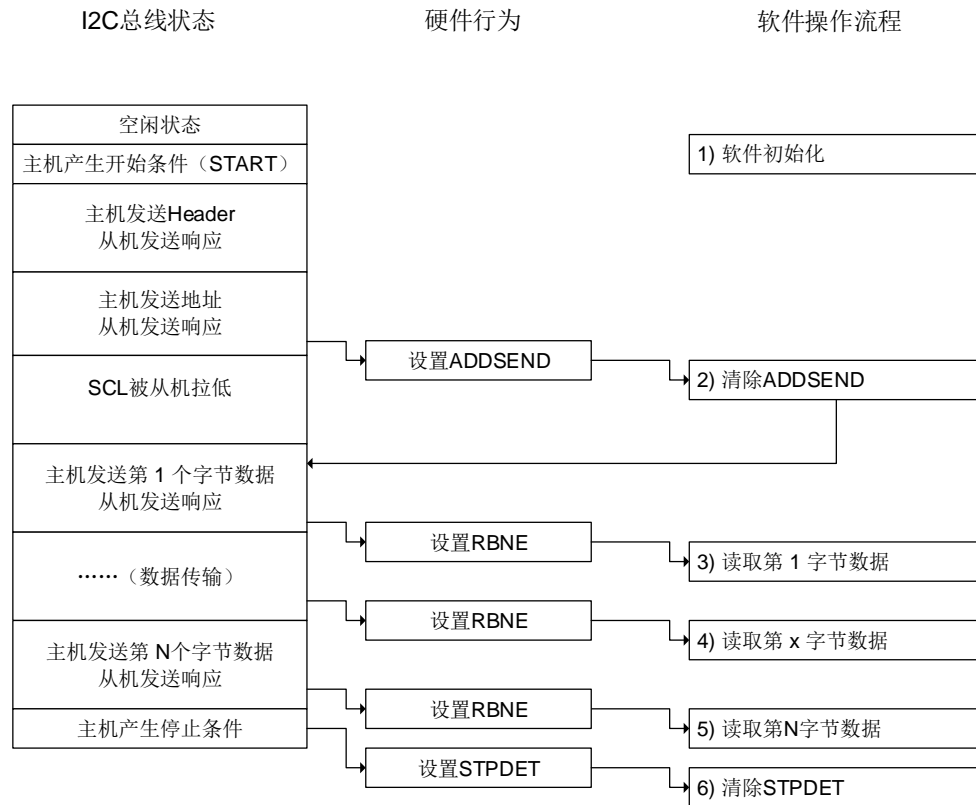 I2C总线状态
硬件行为
软件操作流程
空闲状态
主机产生开始条件（START）
1) 软件初始化
主机发送Header
从机发送响应
主机发送地址
从机发送响应
设置ADDSEND
2) 清除ADDSEND
SCL被从机拉低
主机发送第 1 个字节数据
从机发送响应
设置RBNE
3) 读取第 1 字节数据
……（数据传输）
设置RBNE
4) 读取第 x 字节数据
主机发送第 N个字节数据
从机发送响应
设置RBNE
5) 读取第N字节数据
主机产生停止条件
设置STPDET
6) 清除STPDET